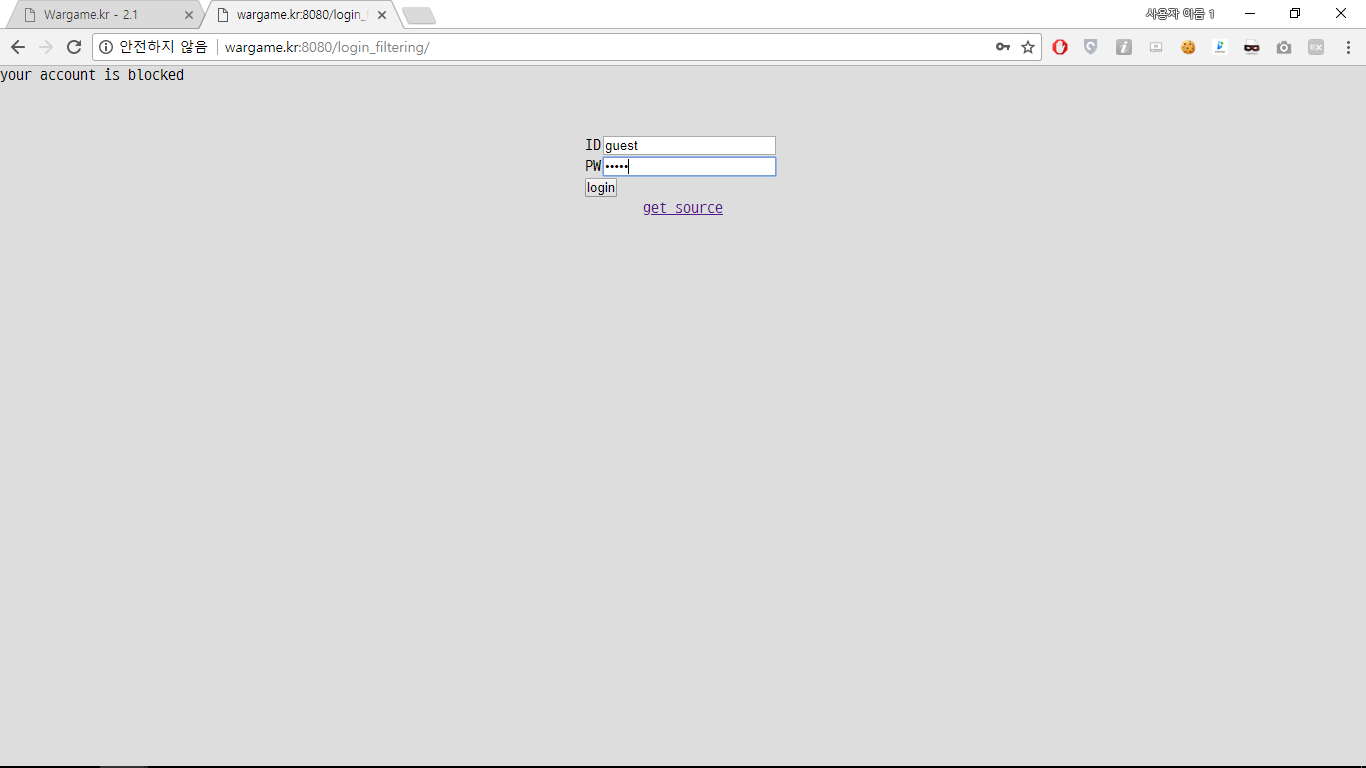 Wargame.kr - 2.1
wargame.kr:8080/login_f
사용자 이름 1
안전하지 않음 wargame.kr:8080/login_filtering/
your account is blocked
ID guest
PW •••••
login
get source